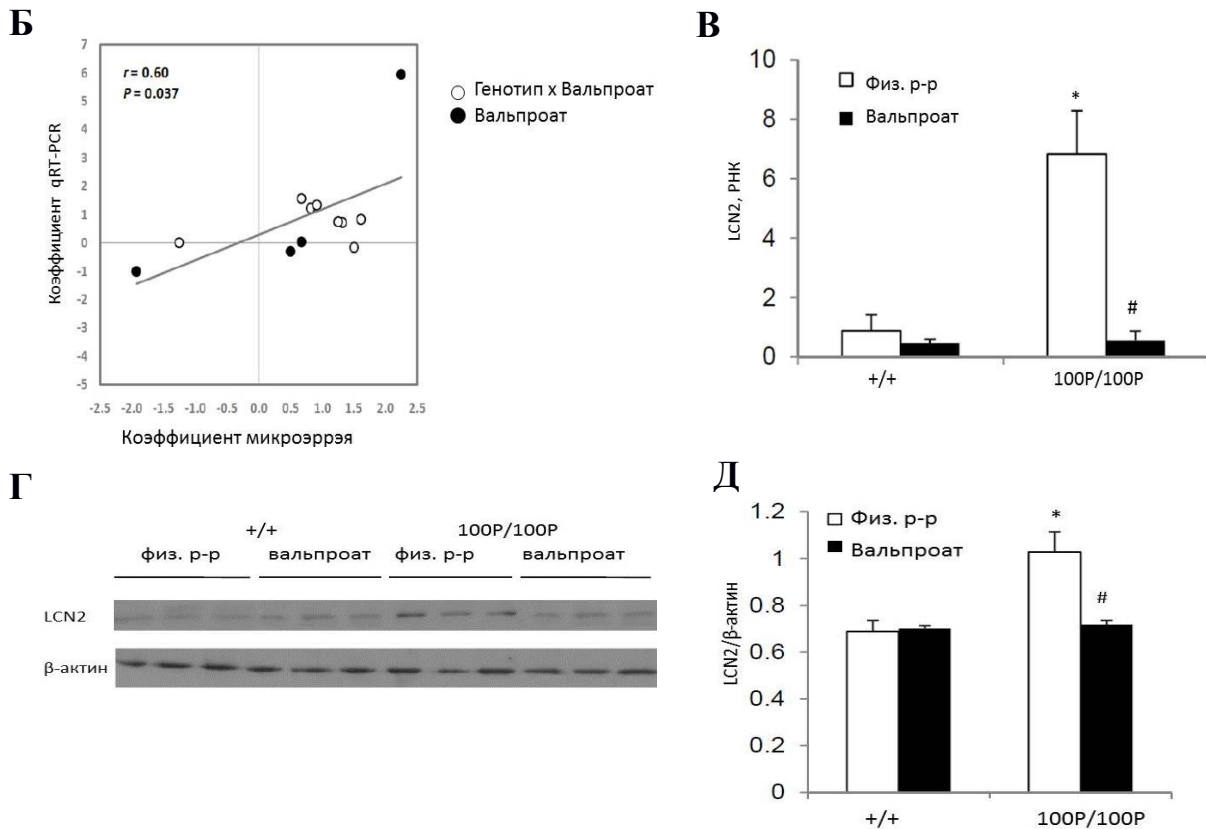 Б
7
6
5
4
3
2
1
0
-1
-2
-3
-4
-5
r = 0.60
P = 0.037
Коэффициент qRT-PCR
-2.5 -2.0 -1.5 -1.0 -0.5 0.0 0.5 1.0 1.5 2.0 2.5
Коэффициент микроэррэя
Генотип x Вальпроат
Вальпроат
В
10
8
6
4
2
0
LCN2, РНК
Физ. р-р
Вальпроат
*
#
+/+ 100P/100P
Г
+/+ 100P/100P
физ. р-р вальпроат физ. р-р вальпроат
LCN2
β-актин
Д
1.2
1
0.8
0.6
0.4
0.2
0
LCN2/β-актин
Физ. р-р
Вальпроат
*
#
+/+ 100P/100P